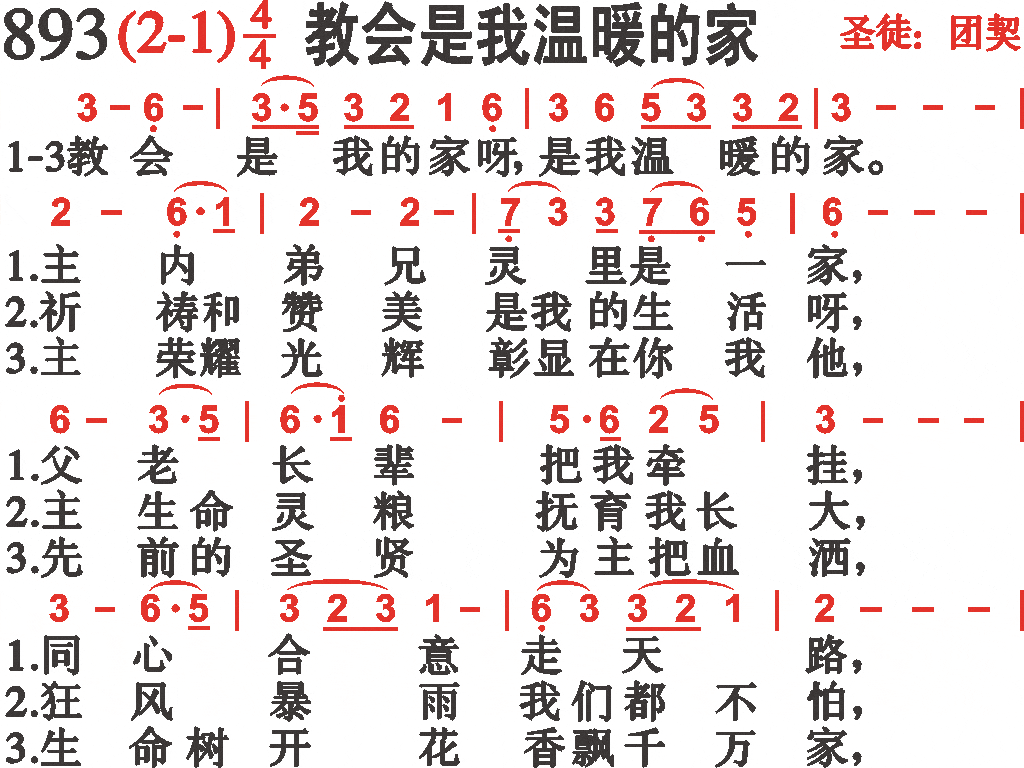 893 (2-1) 4/4 教会是我温暖的家 圣徒：团契
3 – 6 – | 3·5 3 2 1 6 | 3 6 5 3 3 2 | 3 – – – |
1-3教会 是 我的家呀,是我温 暖的家。
2 – 6·1 | 2 – 2 – | 7 3 3 7 6 5 | 6 – – – |
1.主 内 弟 兄 灵 里是 一 家，
2.祈 祷和 赞 美 是我的生 活呀，
3.主 荣耀 光 辉 彰显在你 我他，
6 – 3·5 | 6·1 6 – | 5·6 2 5 | 3 – – – |
1.父 老 长 辈 把我牵 挂，
2.主 生命 灵 粮 抚育我长 大，
3.先 前的 圣 贤 为主把血 洒，
3 – 6·5 | 3 2 3 1 – | 6 3 3 2 1 | 2 – – – |
1.同 心 合 意 走 天 路，
2.狂 风 暴 雨 我们都 不 怕，
3.生 命树 开 花 香飘千 万 家，